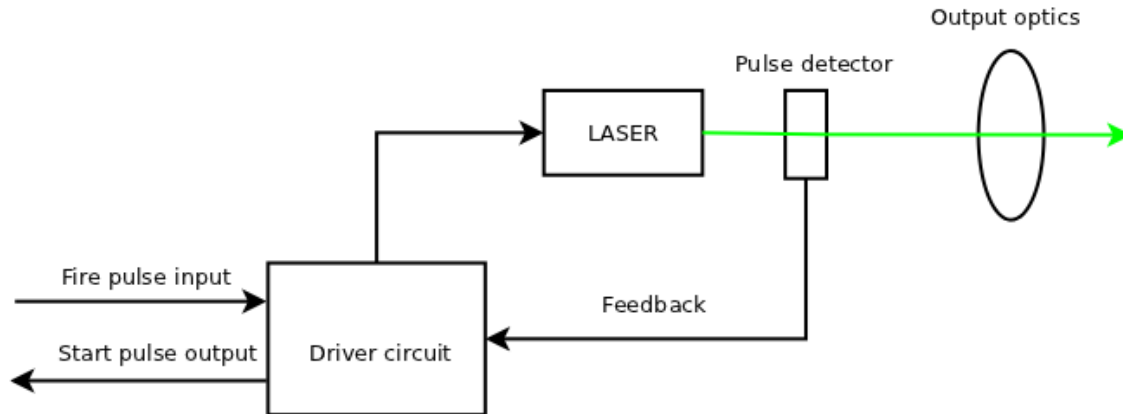 Output optics
Pulse detector
LASER
Fire pulse input
Feedback
Start pulse output
Driver circuit